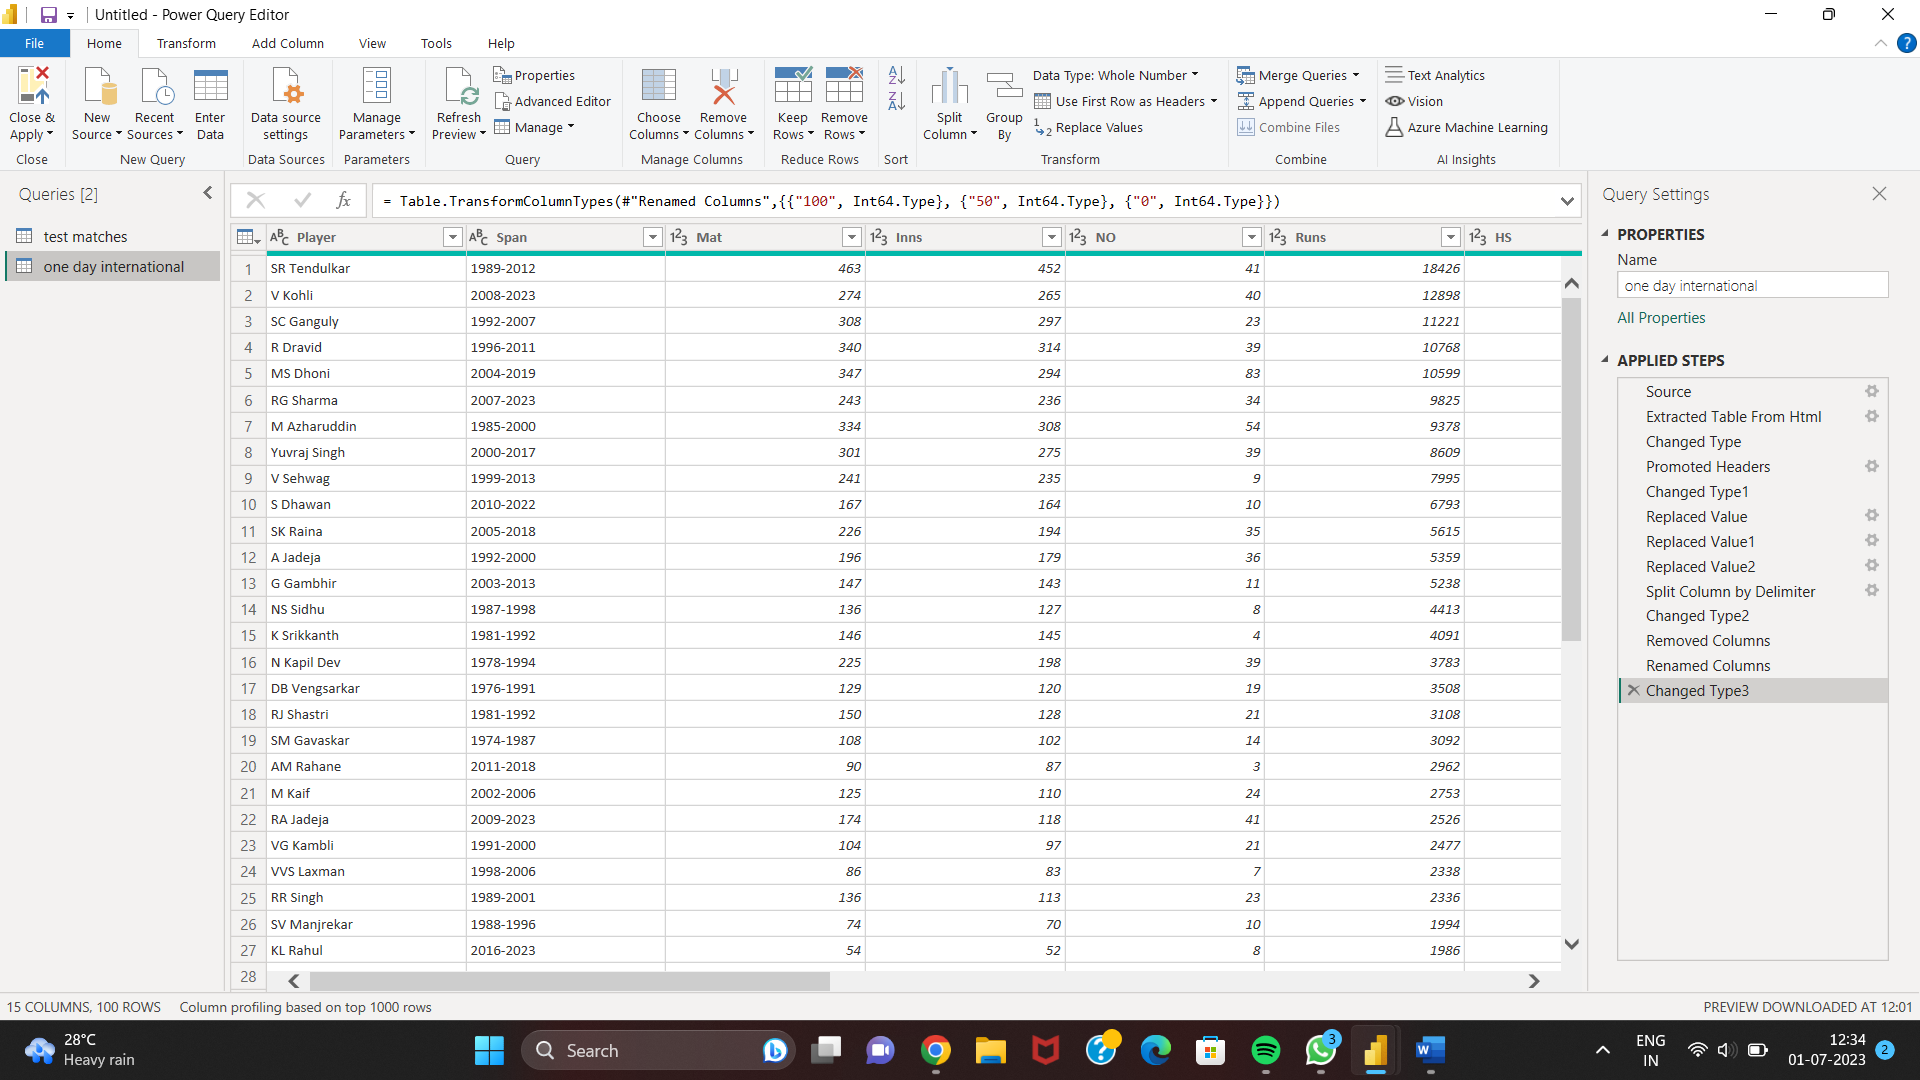 Untitled - Power Query Editor
File Home Transform Add Column View Tools Help
Close & Apply
Close
New Source
Recent Sources
Enter Data
New Query
Data source settings
Data Sources
Manage Parameters
Parameters
Refresh Preview
Properties
Advanced Editor
Manage
Query
Choose Columns
Remove Columns
Manage Columns
Keep Rows
Remove Rows
Reduce Rows
A Z
Z A
Sort
Split Column
Group By
Data Type: Whole Number
Use First Row as Headers
1 2 Replace Values
Transform
Merge Queries
Append Queries
Combine Files
Combine
Text Analytics
Vision
Azure Machine Learning
AI Insights
?
Queries [2]
test matches
one day international
fx = Table.TransformColumnTypes(#"Renamed Columns",{{"100", Int64.Type}, {"50", Int64.Type}, {"0", Int64.Type}})
ABC Player ABC Span 123 Mat 123 Inns 123 NO 123 Runs 123 HS
1 SR Tendulkar 1989-2012 463 452 41 18426
2 V Kohli 2008-2023 274 265 40 12898
3 SC Ganguly 1992-2007 308 297 23 11221
4 R Dravid 1996-2011 340 314 39 10768
5 MS Dhoni 2004-2019 347 294 83 10599
6 RG Sharma 2007-2023 243 236 34 9825
7 M Azharuddin 1985-2000 334 308 54 9378
8 Yuvraj Singh 2000-2017 301 275 39 8609
9 V Sehwag 1999-2013 241 235 9 7995
10 S Dhawan 2010-2022 167 164 10 6793
11 SK Raina 2005-2018 226 194 35 5615
12 A Jadeja 1992-2000 196 179 36 5359
13 G Gambhir 2003-2013 147 143 11 5238
14 NS Sidhu 1987-1998 136 127 8 4413
15 K Srikkanth 1981-1992 146 145 4 4091
16 N Kapil Dev 1978-1994 225 198 39 3783
17 DB Vengsarkar 1976-1991 129 120 19 3508
18 RJ Shastri 1981-1992 150 128 21 3108
19 SM Gavaskar 1974-1987 108 102 14 3092
20 AM Rahane 2011-2018 90 87 3 2962
21 M Kaif 2002-2006 125 110 24 2753
22 RA Jadeja 2009-2023 174 118 41 2526
23 VG Kambli 1991-2000 104 97 21 2477
24 VVS Laxman 1998-2006 86 83 7 2338
25 RR Singh 1989-2001 136 113 23 2336
26 SV Manjrekar 1988-1996 74 70 10 1994
27 KL Rahul 2016-2023 54 52 8 1986
28
Query Settings
PROPERTIES
Name
one day international
All Properties
APPLIED STEPS
Source
Extracted Table From Html
Changed Type
Promoted Headers
Changed Type1
Replaced Value
Replaced Value1
Replaced Value2
Split Column by Delimiter
Changed Type2
Removed Columns
Renamed Columns
Changed Type3
15 COLUMNS, 100 ROWS Column profiling based on top 1000 rows
PREVIEW DOWNLOADED AT 12:01
28°C
Heavy rain
Search
3
W
ENG
IN
12:34
01-07-2023
2